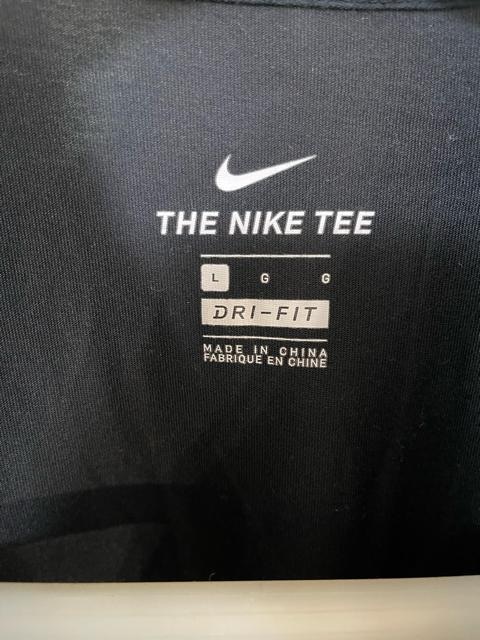 THE NIKE TEE
L G G
DRI-FIT
MADE IN CHINA
FABRIQUE EN CHINE